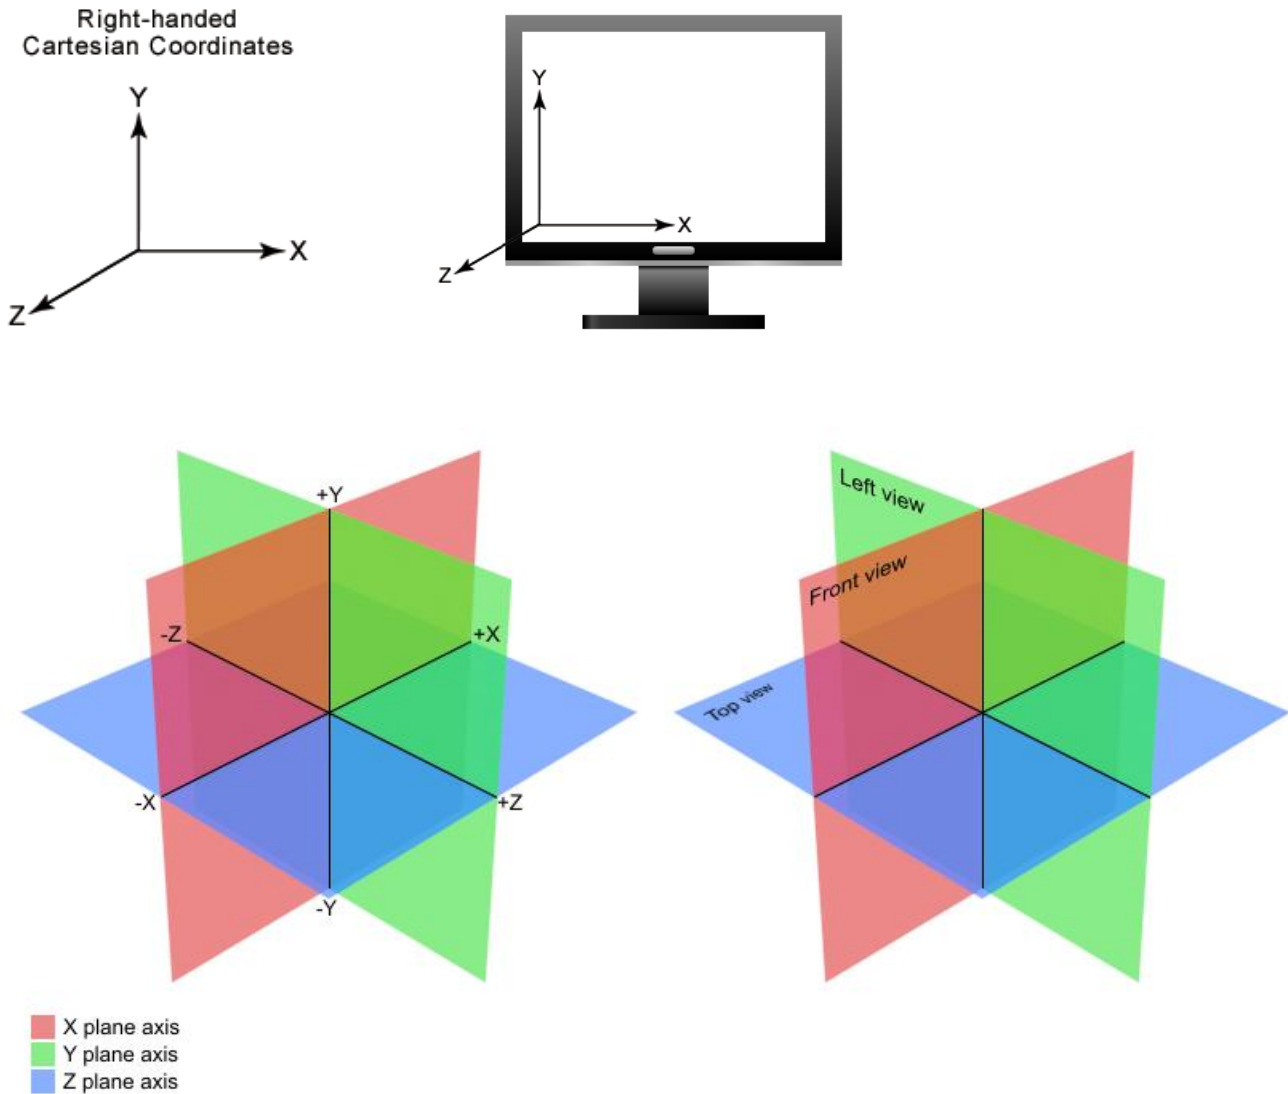 Right-handed
Cartesian Coordinates
Y
X
Z
Y
X
Z
+Y
-Z
+X
-X
+Z
-Y
Left view
Front view
Top view
X plane axis
Y plane axis
Z plane axis